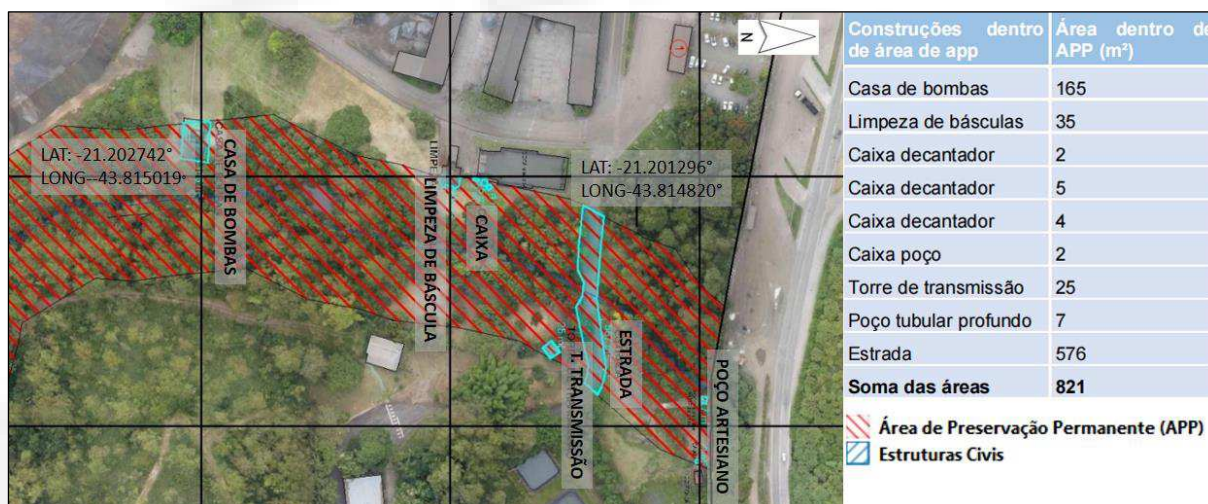 N
1
LAT: -21.202742°
LONG--43.815019°
CASA DE BOMBAS
LIMPEZA DE BÁSCULA
CAIXA
LAT: -21.201296°
LONG-43.814820°
T. TRANSMISSÃO
ESTRADA
POÇO ARTESIANO
Construções dentro Área dentro de
de área de app APP (m²)
Casa de bombas 165
Limpeza de básculas 35
Caixa decantador 2
Caixa decantador 5
Caixa decantador 4
Caixa poço 2
Torre de transmissão 25
Poço tubular profundo 7
Estrada 576
Soma das áreas 821
Área de Preservação Permanente (APP)
Estruturas Civis